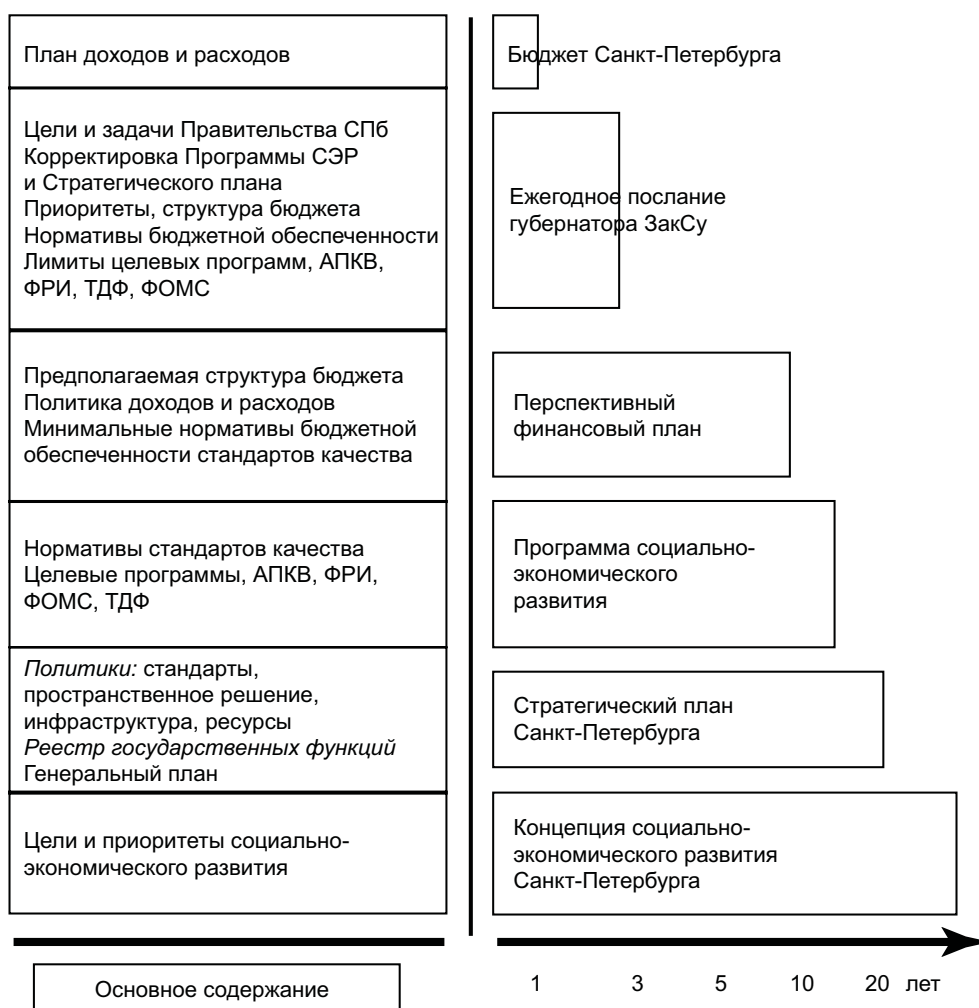 План доходов и расходов
Бюджет Санкт-Петербурга
Цели и задачи Правительства СПб
Корректировка Программы СЭР
и Стратегического плана
Приоритеты, структура бюджета
Нормативы бюджетной обеспеченности
Лимиты целевых программ, АПКВ,
ФРИ, ТДФ, ФОМС
Ежегодное послание
губернатора ЗакСу
Предполагаемая структура бюджета
Политика доходов и расходов
Минимальные нормативы бюджетной
обеспеченности стандартов качества
Перспективный
финансовый план
Нормативы стандартов качества
Целевые программы, АПКВ, ФРИ,
ФОМС, ТДФ
Программа социально-
экономического
развития
Политики: стандарты,
пространственное решение,
инфраструктура, ресурсы
Реестр государственных функций
Генеральный план
Стратегический план
Санкт-Петербурга
Цели и приоритеты социально-
экономического развития
Концепция социально-
экономического развития
Санкт-Петербурга
Основное содержание
1 3 5 10 20 лет